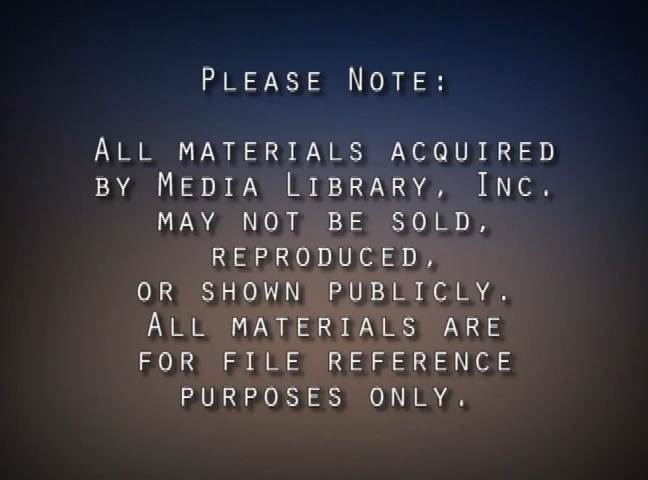 Please Note:
All materials acquired
by Media Library, Inc.
may not be sold,
reproduced,
or shown publicly.
All materials are
for file reference
purposes only.